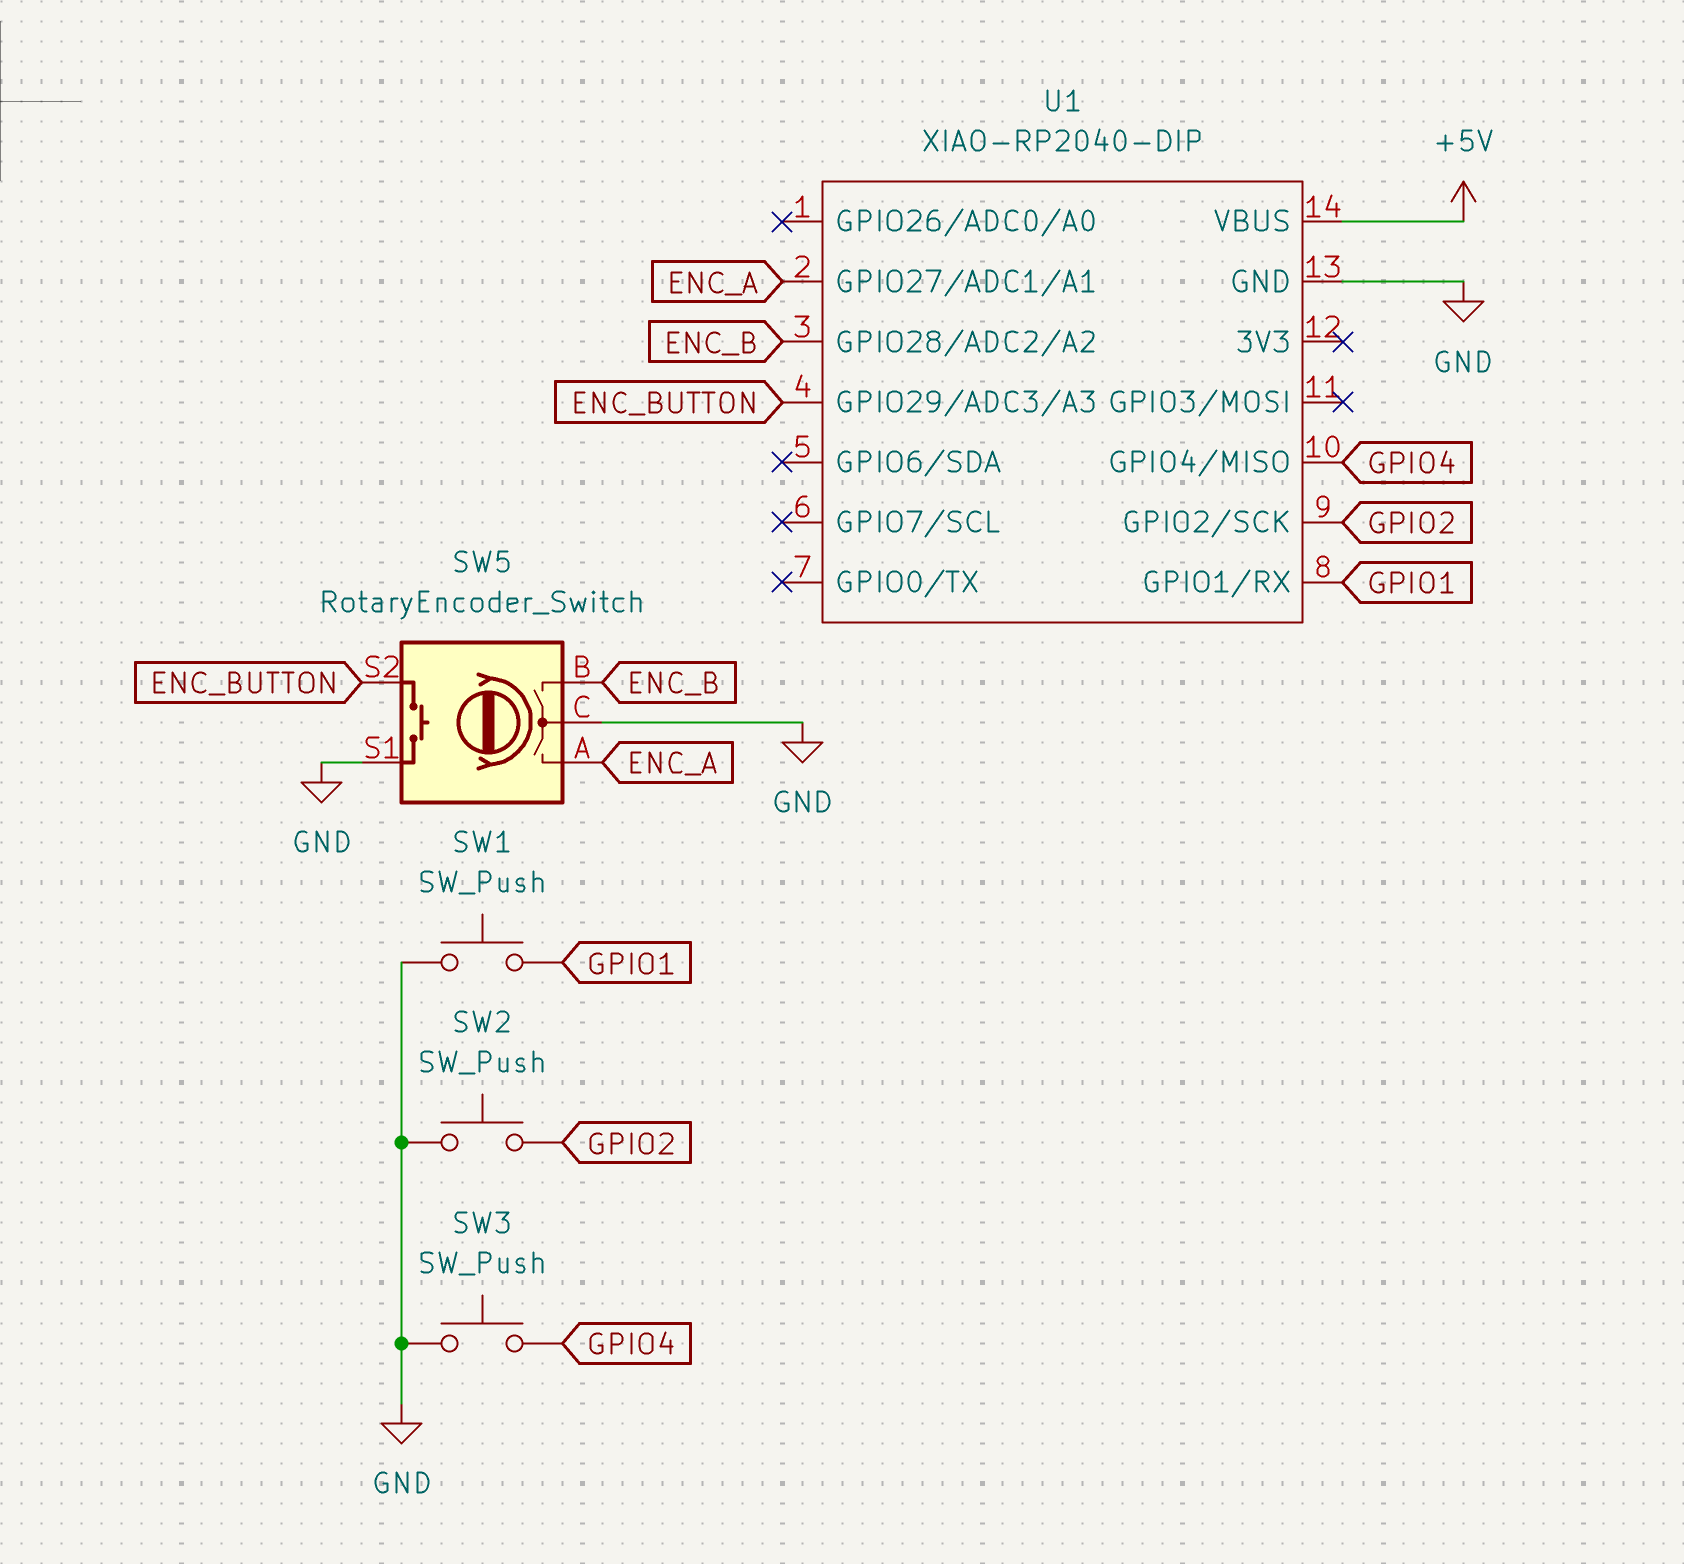 U1
XIAO-RP2040-DIP
+5V
1 GPIO26/ADC0/A0 VBUS 14
ENC_A 2 GPIO27/ADC1/A1 GND 13
ENC_B 3 GPIO28/ADC2/A2 3V3 12
GND
ENC_BUTTON 4 GPIO29/ADC3/A3 GPIO3/MOSI 11
5 GPIO6/SDA GPIO4/MISO 10 GPIO4
6 GPIO7/SCL GPIO2/SCK 9 GPIO2
7 GPIO0/TX GPIO1/RX 8 GPIO1
SW5
RotaryEncoder_Switch
ENC_BUTTON S2 B ENC_B
C
S1 A ENC_A
GND
GND
SW1
SW_Push
GPIO1
SW2
SW_Push
GPIO2
SW3
SW_Push
GPIO4
GND